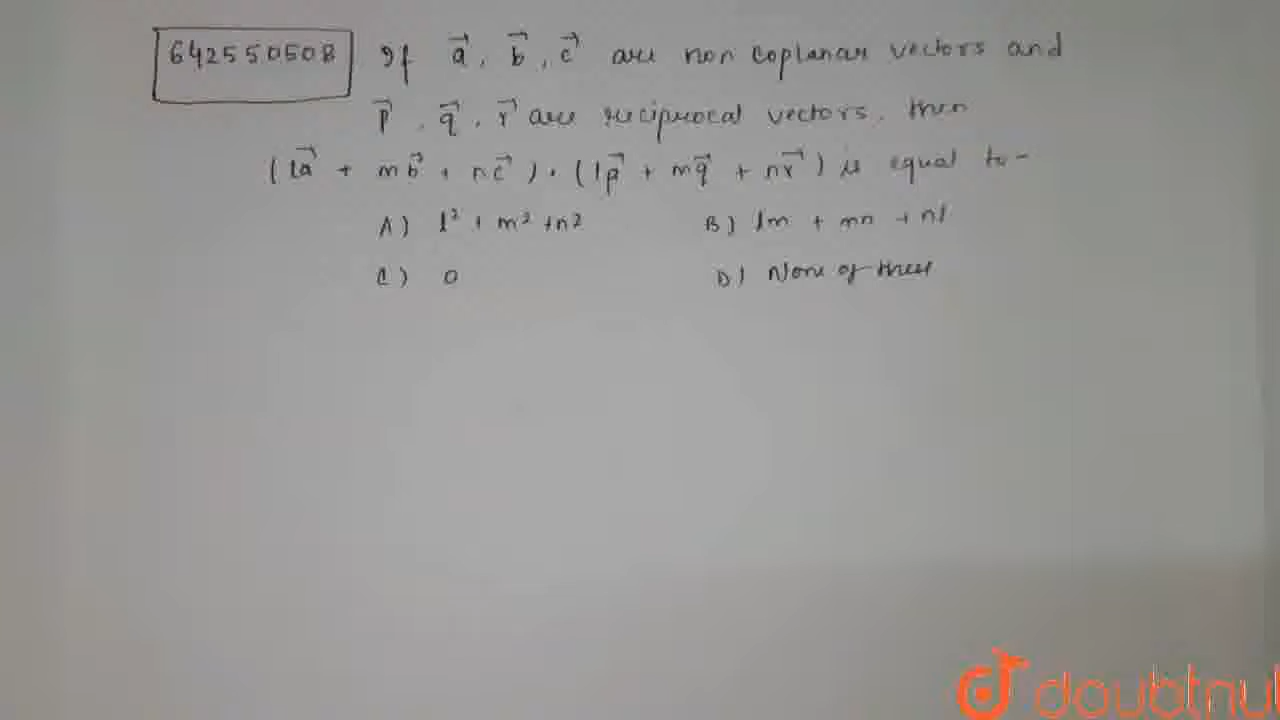 642550508 If a⃗, b⃗, c⃗ are non coplanar vectors and
p⃗, q⃗, r⃗ are reciprocal vectors, then
(la⃗ + mb⃗ + nc⃗) . (lp⃗ + mq⃗ + nr⃗) is equal to -
A) l² + m² + n² B) lm + mn + nl
C) 0 D) None of these
doubtnut